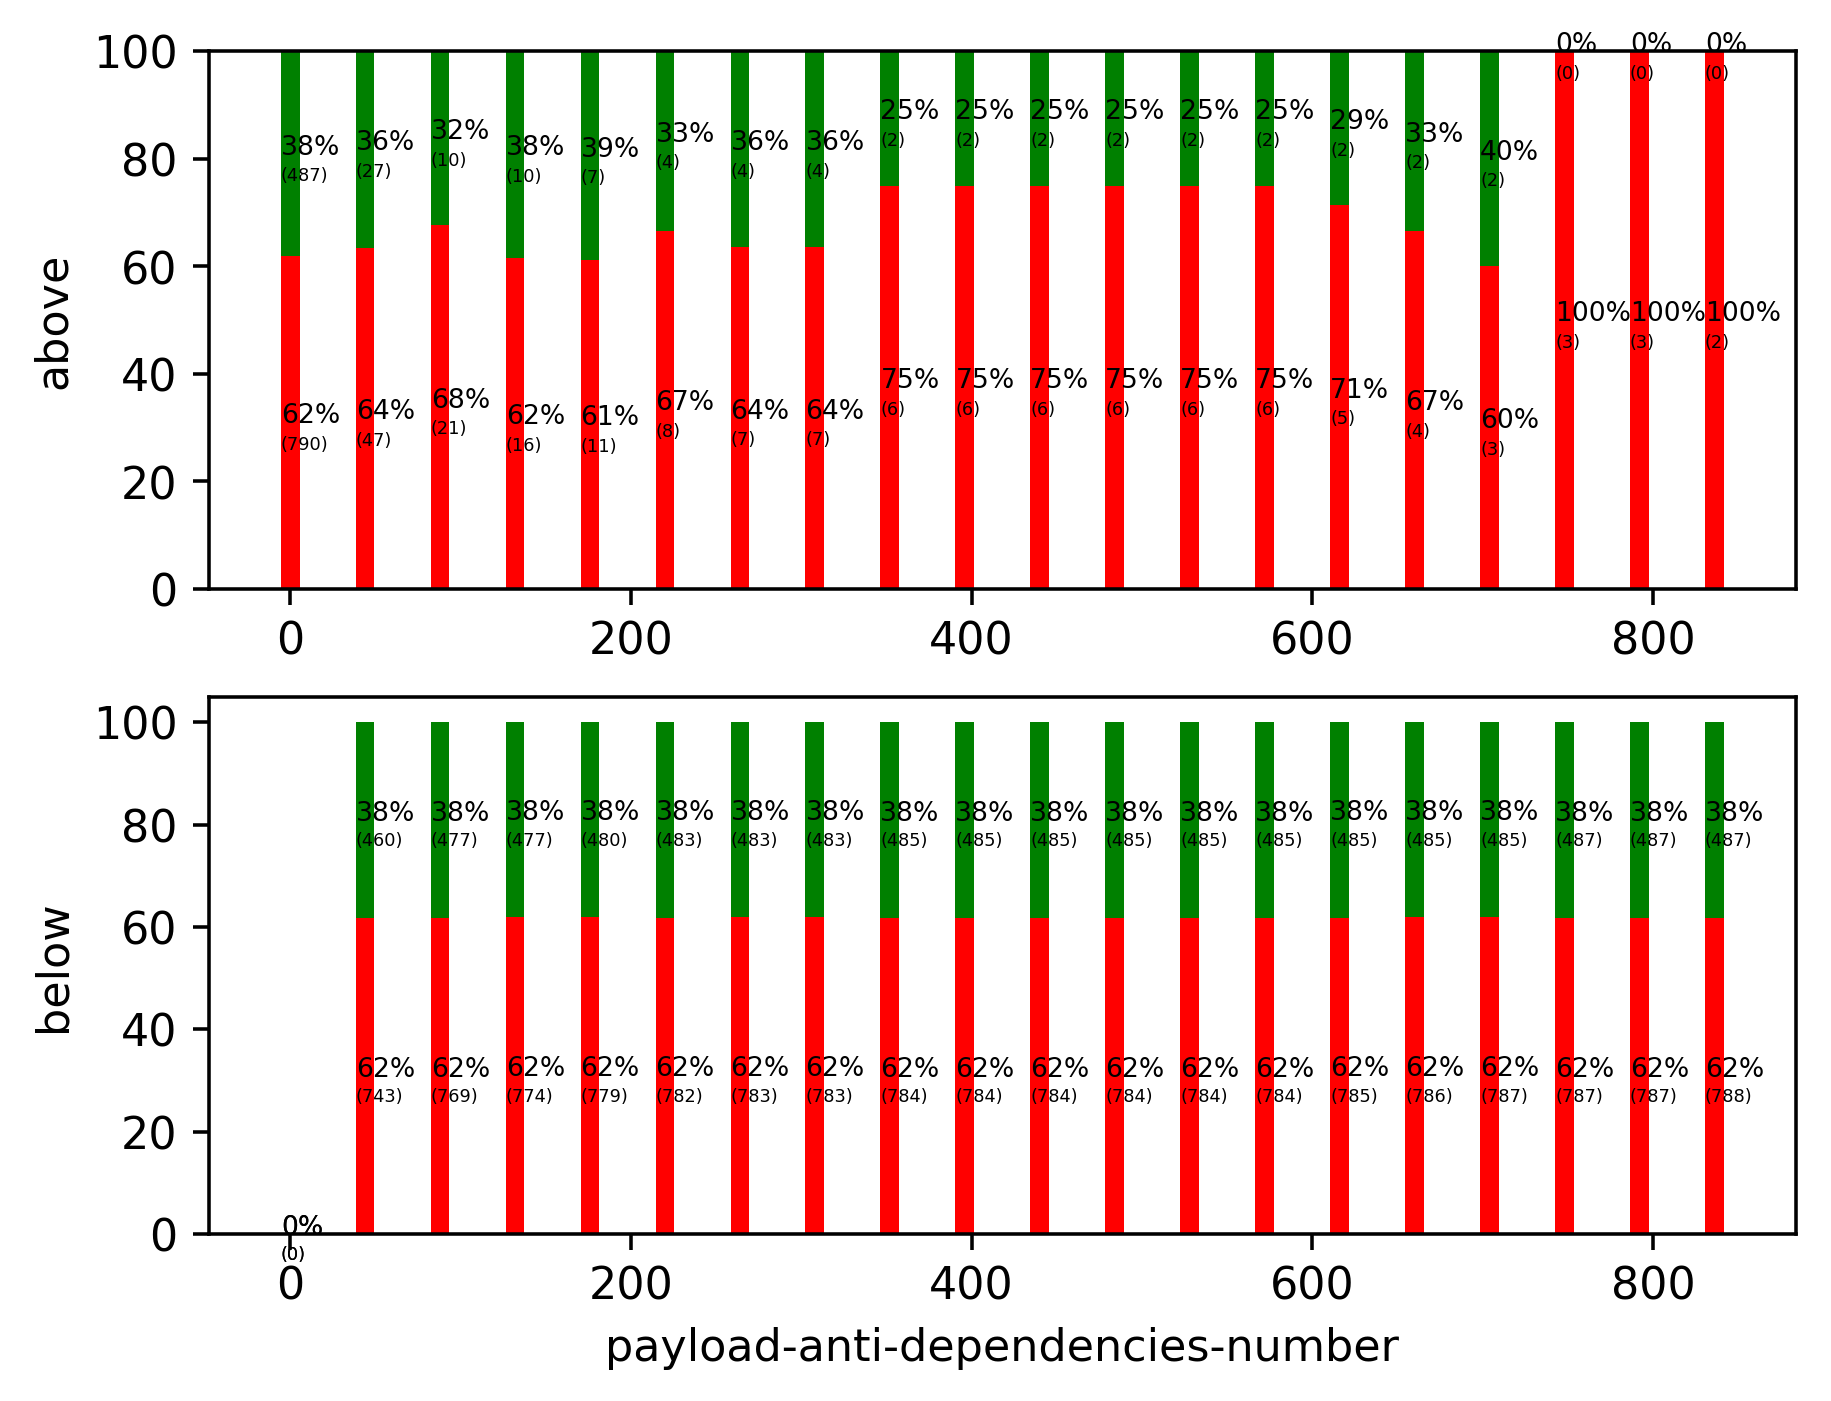 above
100
80
60
40
20
0
0% 0% 0%
(0) (0) (0)
38% 36% 32% 38% 39% 33% 36% 36% 25% 25% 25% 25% 25% 25% 29% 33% 40%
(487) (27) (10) (10) (7) (4) (4) (4) (2) (2) (2) (2) (2) (2) (2) (2) (2)
62% 64% 68% 62% 61% 67% 64% 64% 75% 75% 75% 75% 75% 75% 71% 67% 60% 100% 100% 100%
(790) (47) (21) (16) (11) (8) (7) (7) (6) (6) (6) (6) (6) (6) (5) (4) (3) (3) (3) (2)
0 200 400 600 800
below
100
80
60
40
20
0
38% 38% 38% 38% 38% 38% 38% 38% 38% 38% 38% 38% 38% 38% 38% 38% 38% 38% 38%
(460) (477) (477) (480) (483) (483) (483) (485) (485) (485) (485) (485) (485) (485) (485) (485) (487) (487) (487)
62% 62% 62% 62% 62% 62% 62% 62% 62% 62% 62% 62% 62% 62% 62% 62% 62% 62% 62%
(743) (769) (774) (779) (782) (783) (783) (784) (784) (784) (784) (784) (784) (785) (786) (787) (787) (787) (788)
0%
(0)
0 200 400 600 800
payload-anti-dependencies-number